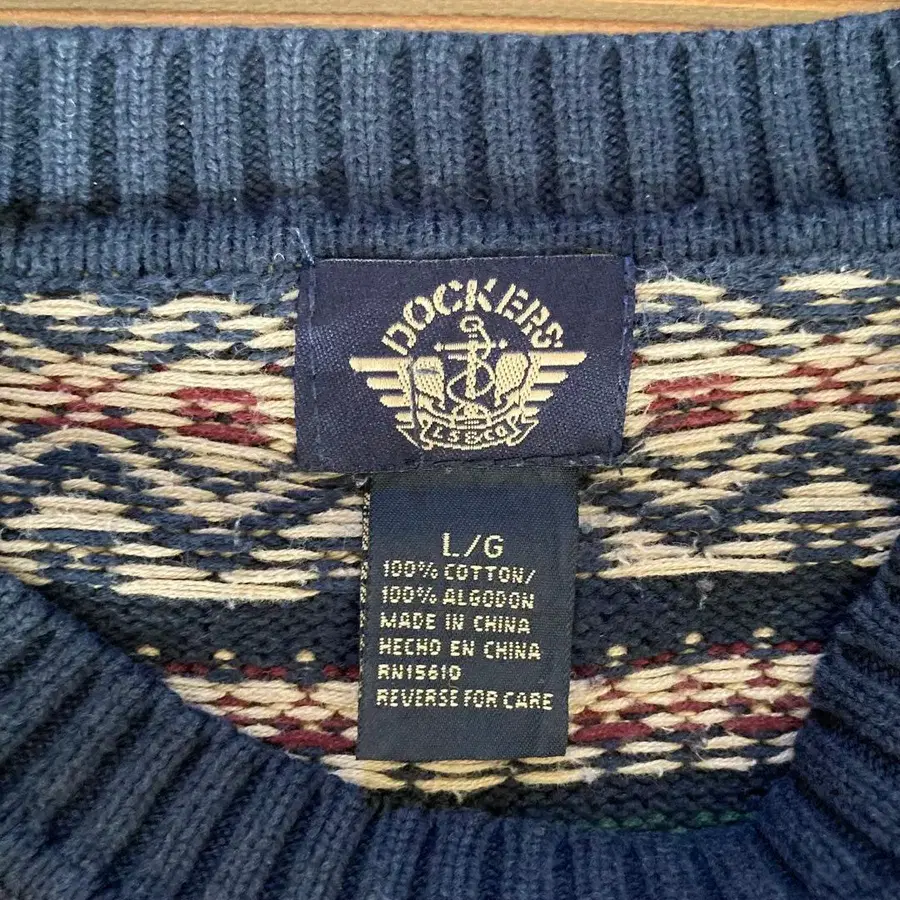 DOCKERS
LS&CO
L/G
100% COTTON/
100% ALGODON
MADE IN CHINA
HECHO EN CHINA
RN15610
REVERSE FOR CARE